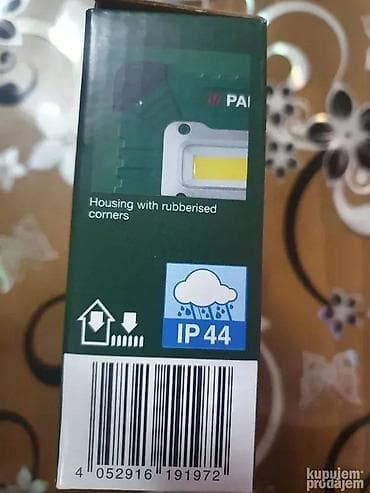 PA
Housing with rubberised
corners
IP 44
4 052916 191972
kupujem
prodajem